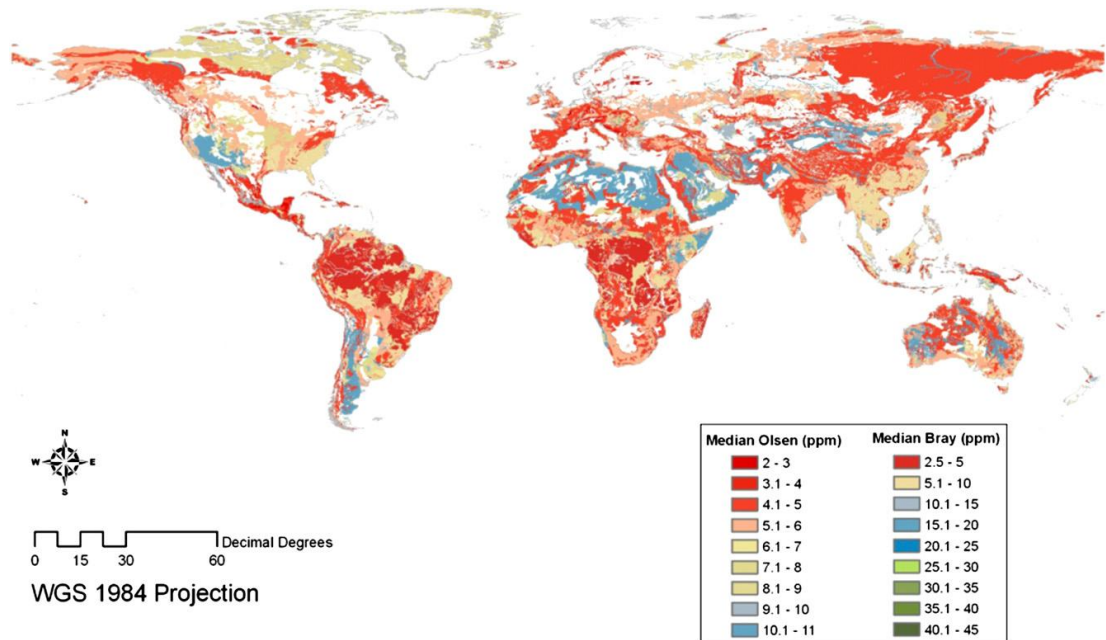 N
W E
S
0 15 30 60 Decimal Degrees
WGS 1984 Projection
Median Olsen (ppm) Median Bray (ppm)
2 - 3 2.5 - 5
3.1 - 4 5.1 - 10
4.1 - 5 10.1 - 15
5.1 - 6 15.1 - 20
6.1 - 7 20.1 - 25
7.1 - 8 25.1 - 30
8.1 - 9 30.1 - 35
9.1 - 10 35.1 - 40
10.1 - 11 40.1 - 45